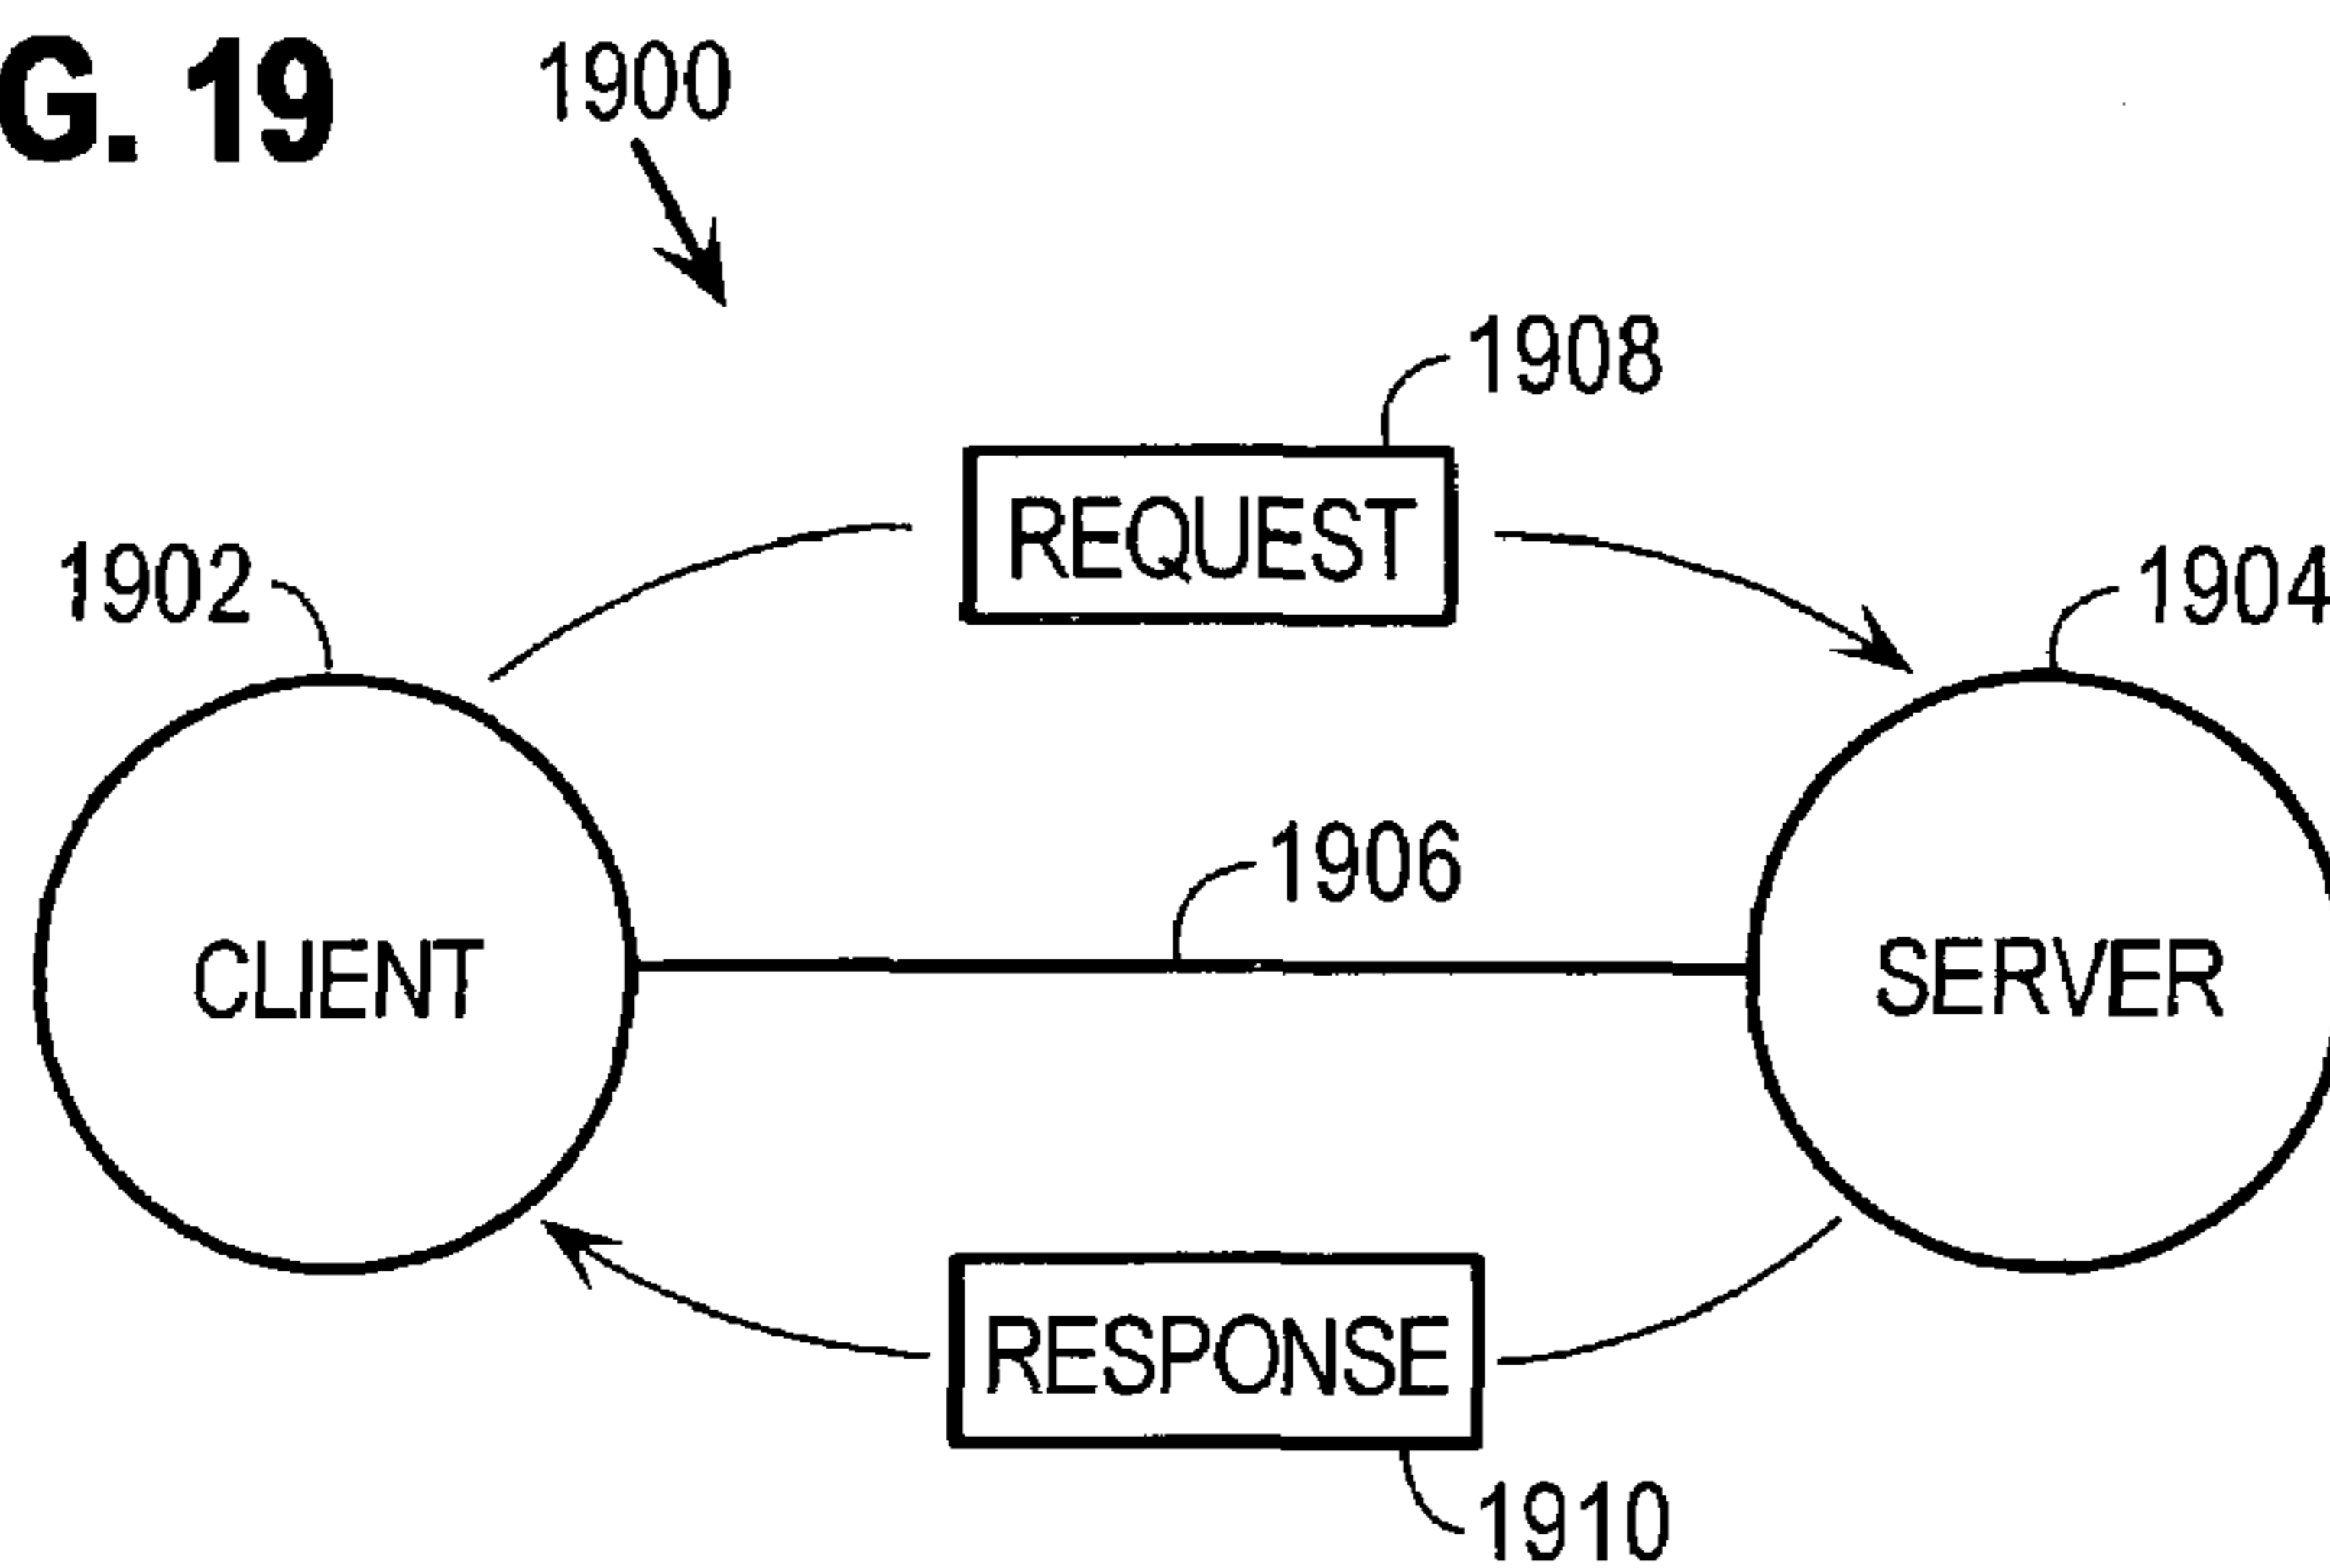 G. 19
1900
1908
REQUEST
1902
1904
1906
CLIENT
SERVER
RESPONSE
1910